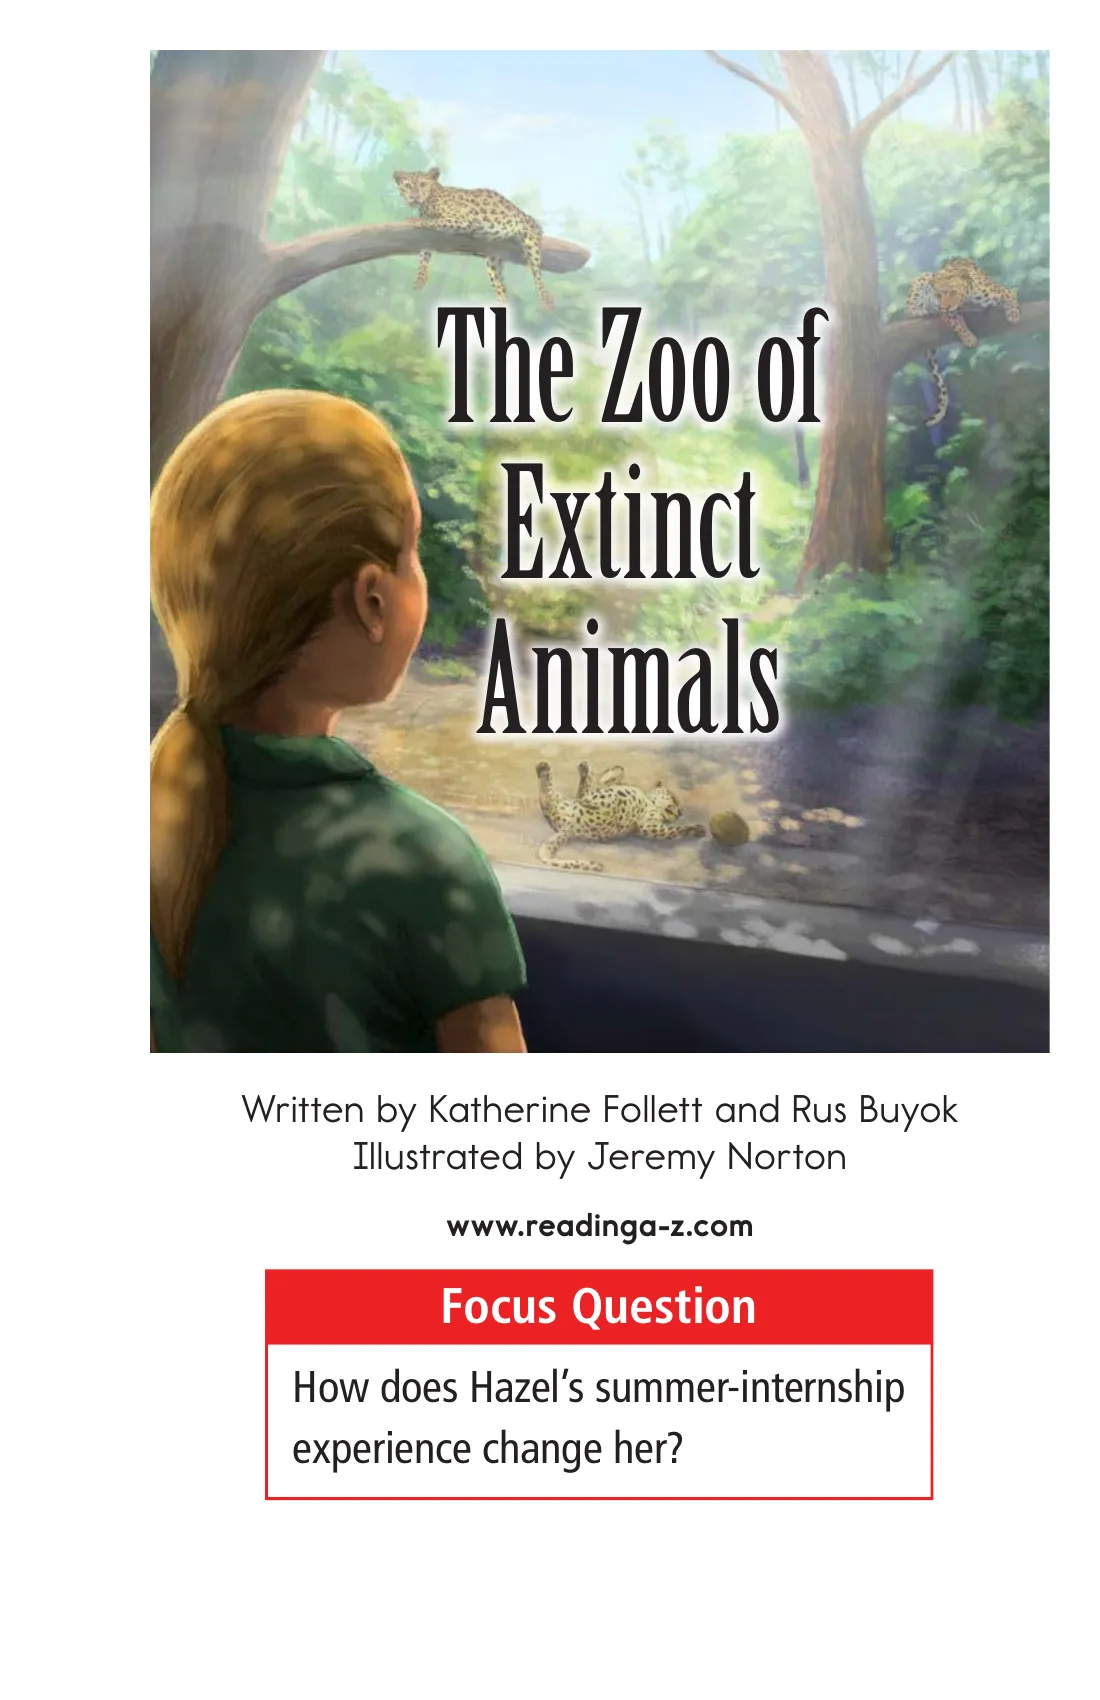 The Zoo of
Extinct
Animals
Written by Katherine Follett and Rus Buyok
Illustrated by Jeremy Norton
www.readinga-z.com
Focus Question
How does Hazel’s summer-internship
experience change her?